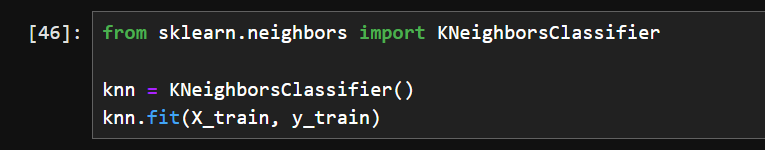 [46]: from sklearn.neighbors import KNeighborsClassifier
knn = KNeighborsClassifier()
knn.fit(X_train, y_train)